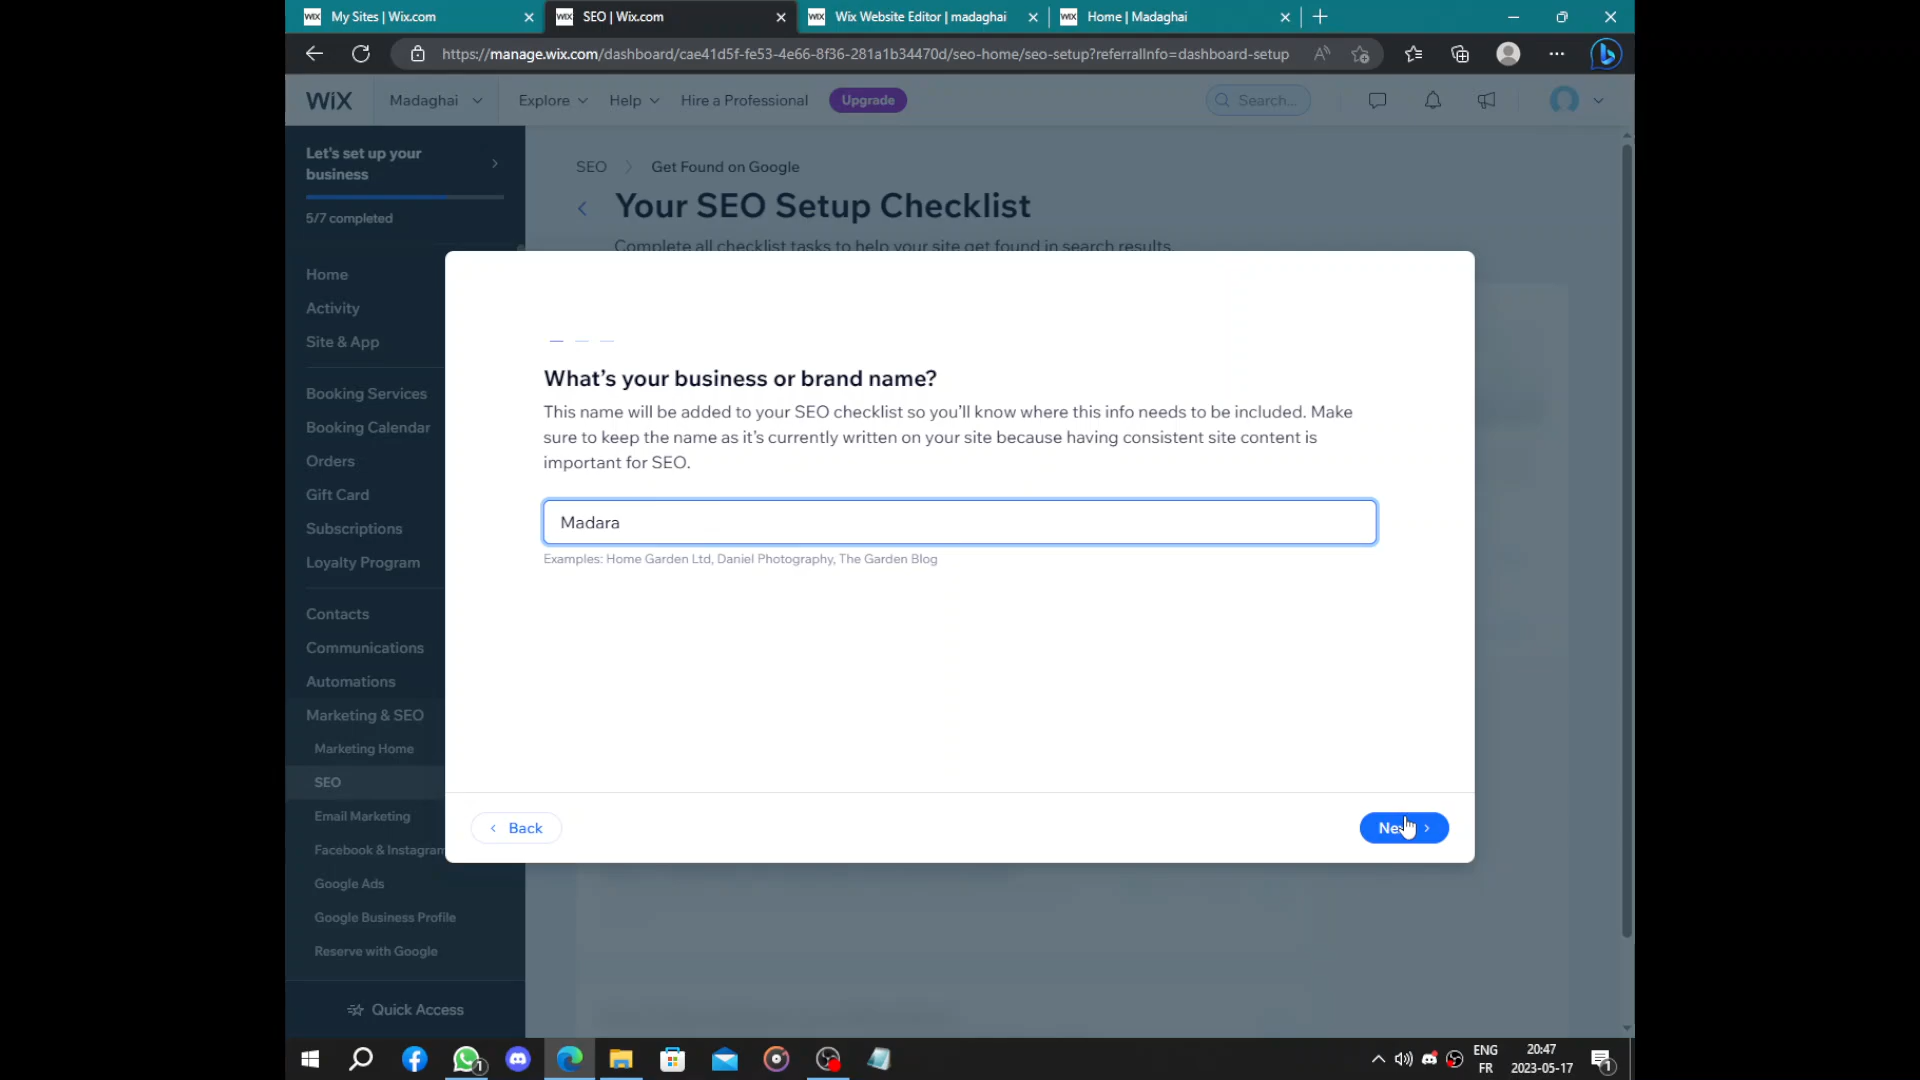 My Sites | Wix.com
SEO | Wix.com
Wix Website Editor | madaghai
Home | Madaghai
https://manage.wix.com/dashboard/cae41d5f-fe53-4e66-8f36-281a1b34470d/seo-home/seo-setup?referralInfo=dashboard-setup
WiX
Madaghai
Explore
Help
Hire a Professional
Upgrade
Search...
Let's set up your
business
5/7 completed
Home
Activity
Site & App
Booking Services
Booking Calendar
Orders
Gift Card
Subscriptions
Loyalty Program
Contacts
Communications
Automations
Marketing & SEO
Marketing Home
SEO
Email Marketing
Facebook & Instagram
Google Ads
Google Business Profile
Reserve with Google
Quick Access
SEO > Get Found on Google
Your SEO Setup Checklist
Complete all checklist tasks to help your site get found in search results.
What's your business or brand name?
This name will be added to your SEO checklist so you'll know where this info needs to be included. Make
sure to keep the name as it's currently written on your site because having consistent site content is
important for SEO.
Madara
Examples: Home Garden Ltd, Daniel Photography, The Garden Blog
Back
Next
ENG
FR
20:47
2023-05-17